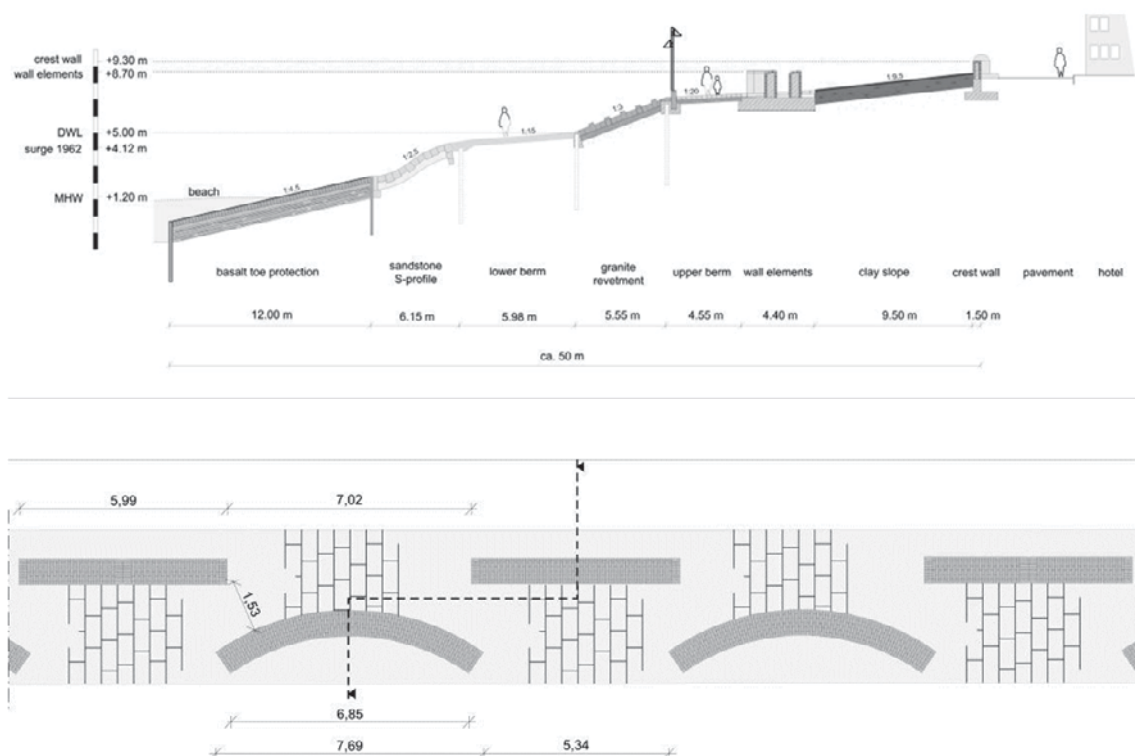 crest wall +9.30 m
wall elements +8.70 m
DWL +5.00 m
surge 1962 +4.12 m
MHW +1.20 m
beach
1:4.5
1:2.5
1:15
1:3
1:20
1:9.5
basalt toe protection
sandstone
S-profile
lower berm
granite
revetment
upper berm
wall elements
clay slope
crest wall
pavement
hotel
12.00 m 6.15 m 5.98 m 5.55 m 4.55 m 4.40 m 9.50 m 1.50 m
ca. 50 m
5,99 7,02
1,53
6,85
7,69 5,34